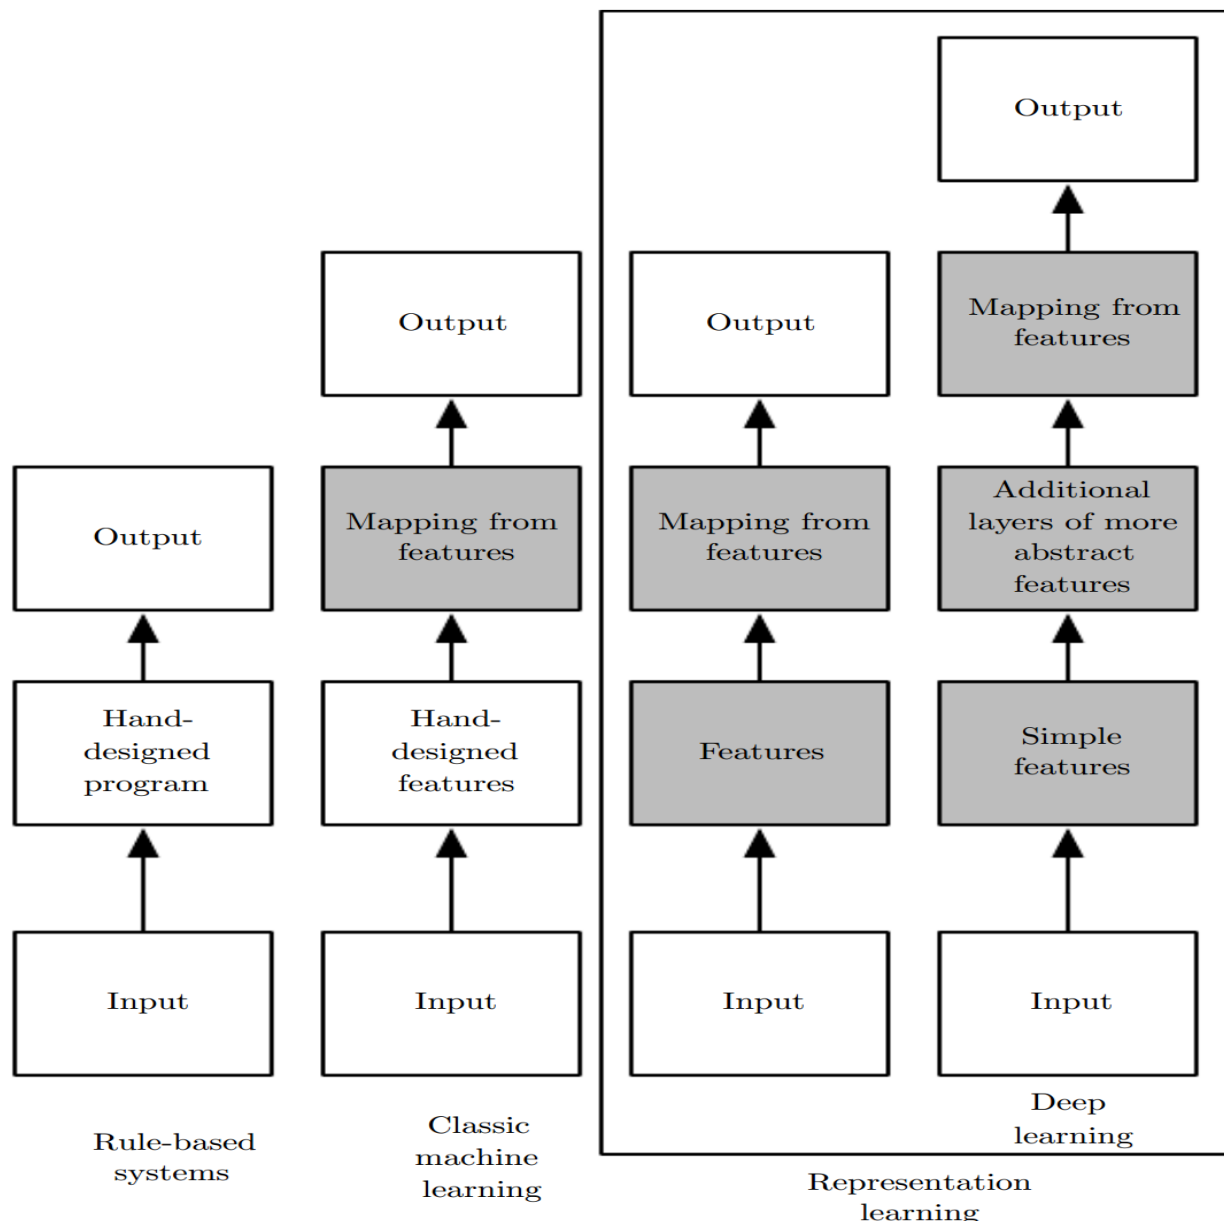 Output
Output
Output
Mapping from
features
Output
Mapping from
features
Mapping from
features
Additional
layers of more
abstract
features
Hand-
designed
program
Hand-
designed
features
Features
Simple
features
Input
Input
Input
Input
Rule-based
systems
Classic
machine
learning
Deep
learning
Representation
learning